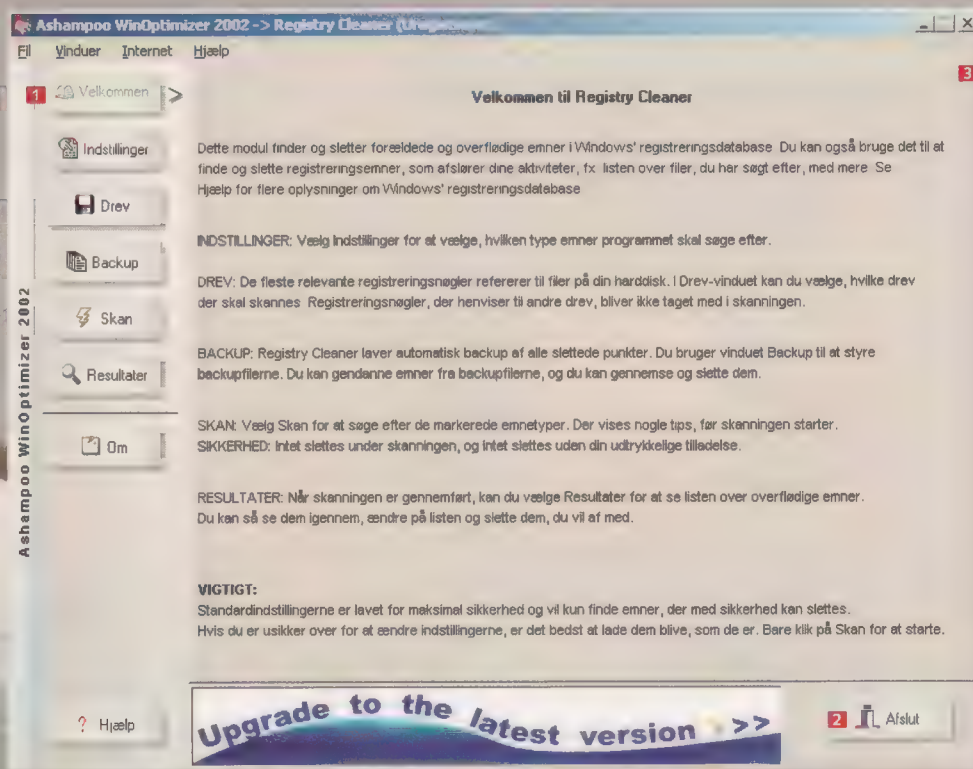 Ashampoo WinOptimizer 2002 -> Registry Cleaner
Fil Vinduer Internet Hjælp
1 Velkommen >
3
Indstillinger
Drev
Backup
Skan
Resultater
Om
Ashampoo WinOptimizer 2002
Velkommen til Registry Cleaner
Dette modul finder og sletter forældede og overflødige emner i Windows' registreringsdatabase Du kan også bruge det til at
finde og slette registreringsemner, som afslører dine aktiviteter, fx listen over filer, du har søgt efter, med mere Se
Hjælp for flere oplysninger om Windows' registreringsdatabase
INDSTILLINGER: Vælg Indstillinger for at vælge, hvilken type emner programmet skal søge efter.
DREV: De fleste relevante registreringsnøgler refererer til filer på din harddisk. I Drev-vinduet kan du vælge, hvilke drev
der skal skannes Registreringsnøgler, der henviser til andre drev, bliver ikke taget med i skanningen.
BACKUP: Registry Cleaner laver automatisk backup af alle slettede punkter. Du bruger vinduet Backup til at styre
backupfilerne. Du kan gendanne emner fra backupfilerne, og du kan gennemse og slette dem.
SKAN: Vælg Skan for at søge efter de markerede emnetyper. Der vises nogle tips, før skanningen starter.
SIKKERHED: Intet slettes under skanningen, og intet slettes uden din udtrykkelige tilladelse.
RESULTATER: Når skanningen er gennemført, kan du vælge Resultater for at se listen over overflødige emner.
Du kan så se dem igennem, ændre på listen og slette dem, du vil af med.
VIGTIGT:
Standardindstillingerne er lavet for maksimal sikkerhed og vil kun finde emner, der med sikkerhed kan slettes.
Hvis du er usikker over for at ændre indstillingerne, er det bedst at lade dem blive, som de er. Bare klik på Skan for at starte.
? Hjælp
Upgrade to the latest version >>
2 Afslut